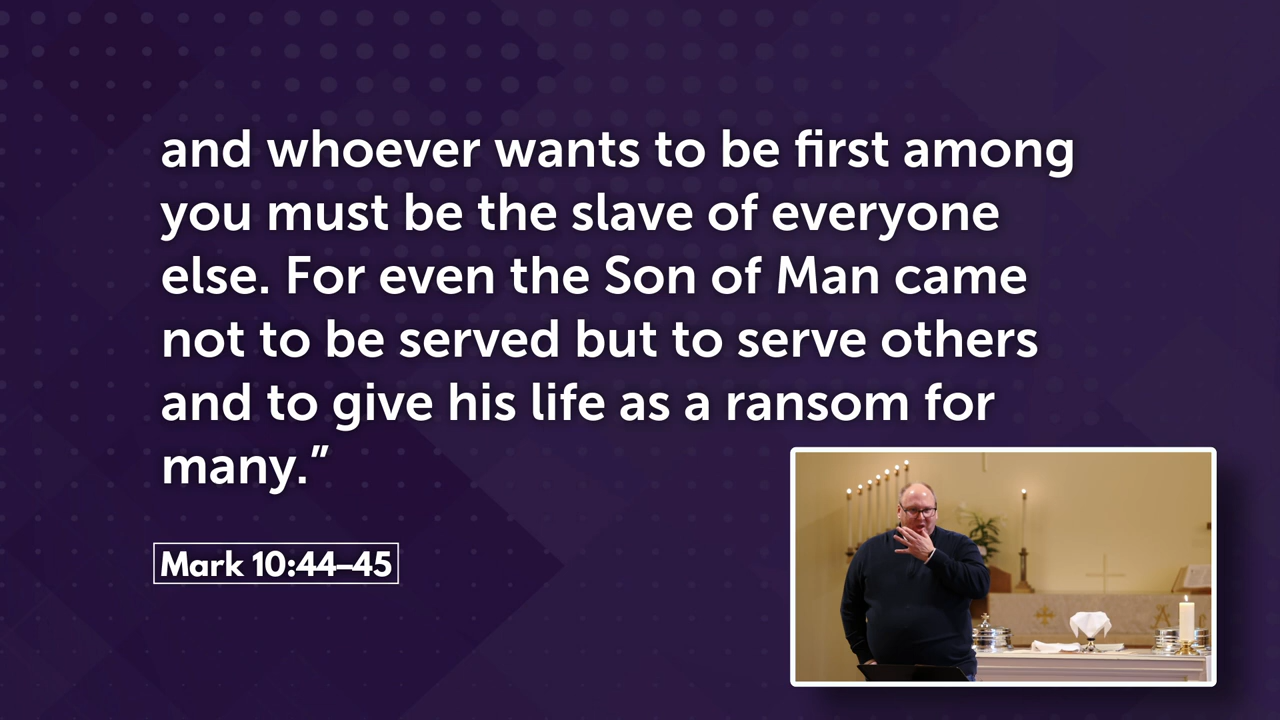 and whoever wants to be first among
you must be the slave of everyone
else. For even the Son of Man came
not to be served but to serve others
and to give his life as a ransom for
many.”
Mark 10:44–45